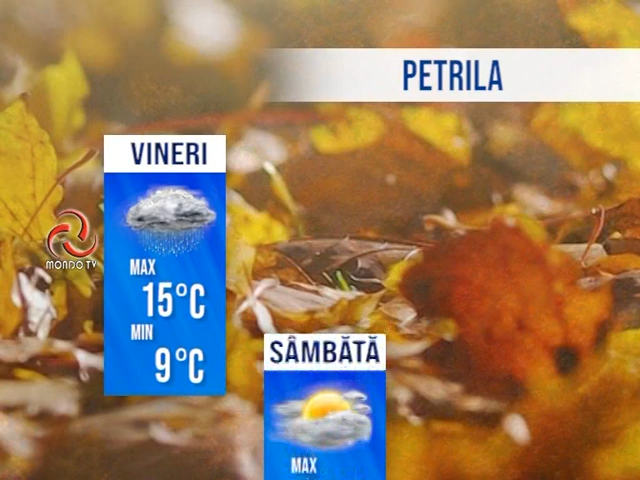 PETRILA
VINERI
MONDO TV
MAX
15°C
MIN
9°C
SÂMBĂTĂ
MAX